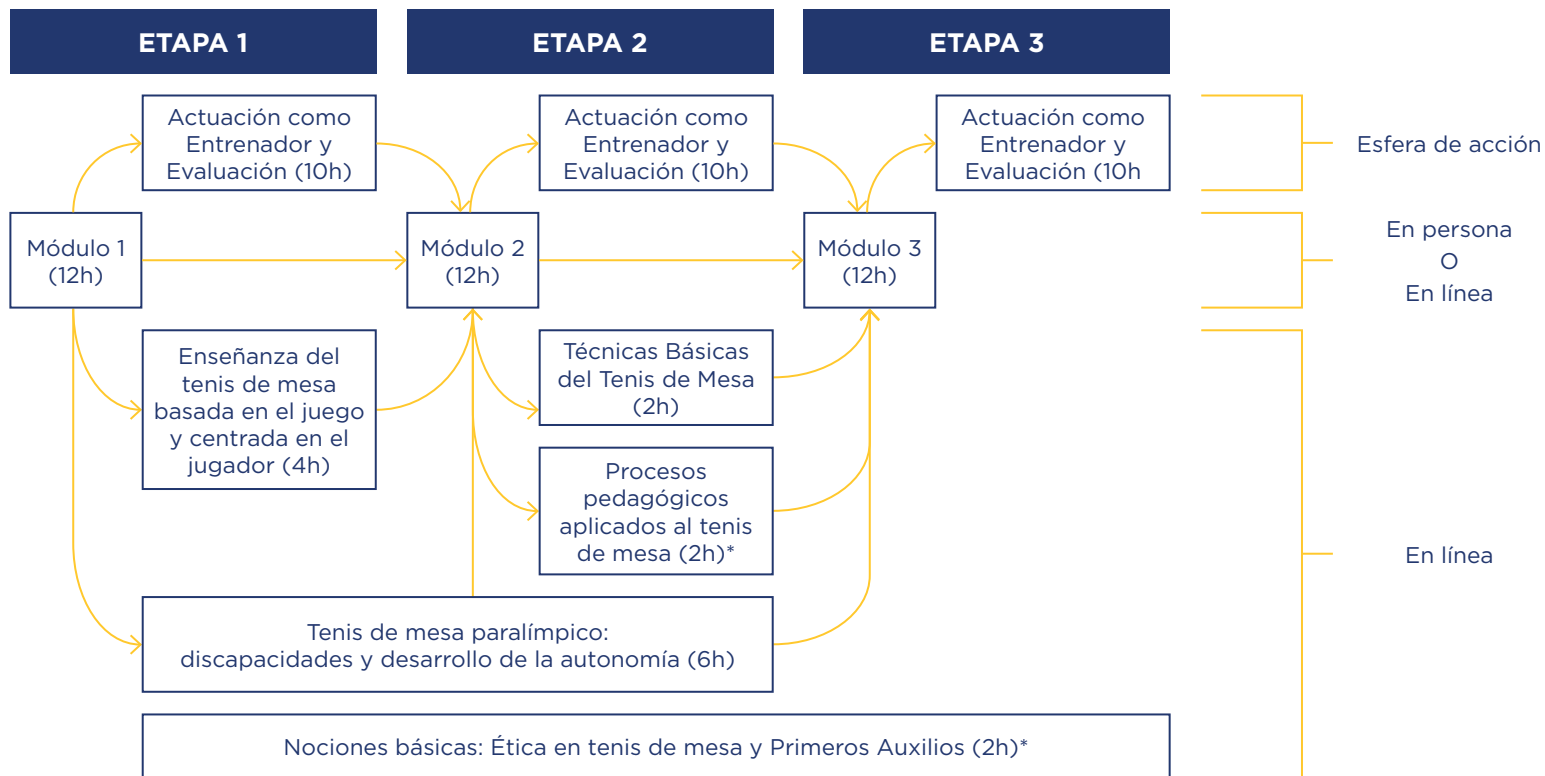 ETAPA 1
ETAPA 2
ETAPA 3
Actuación como
Entrenador y
Evaluación (10h)
Actuación como
Entrenador y
Evaluación (10h)
Actuación como
Entrenador y
Evaluación (10h
Esfera de acción
Módulo 1
(12h)
Módulo 2
(12h)
Módulo 3
(12h)
En persona
O
En línea
Enseñanza del
tenis de mesa
basada en el juego
y centrada en el
jugador (4h)
Técnicas Básicas
del Tenis de Mesa
(2h)
Procesos
pedagógicos
aplicados al tenis
de mesa (2h)*
En línea
Tenis de mesa paralímpico:
discapacidades y desarrollo de la autonomía (6h)
Nociones básicas: Ética en tenis de mesa y Primeros Auxilios (2h)*